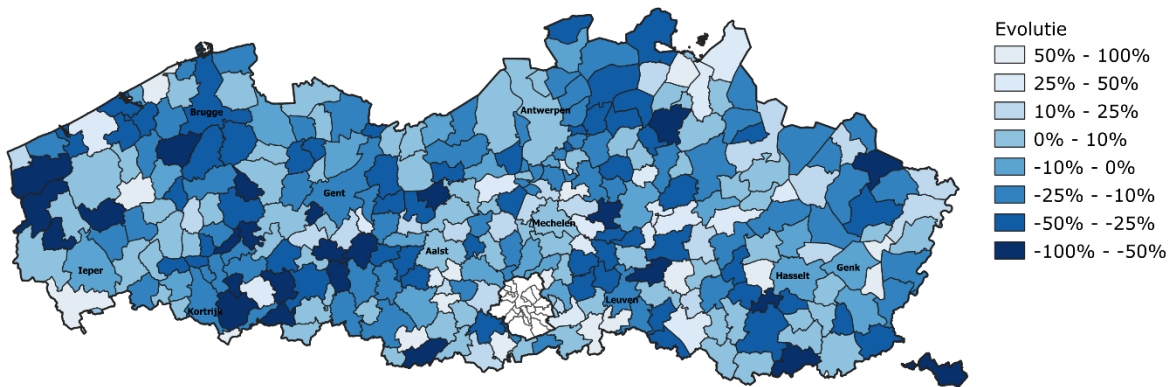 Evolutie
50% - 100%
25% - 50%
10% - 25%
0% - 10%
-10% - 0%
-25% - -10%
-50% - -25%
-100% - -50%
Brugge
Antwerpen
Gent
Mechelen
Aalst
Ieper
Hasselt
Genk
Leuven
Kortrijk